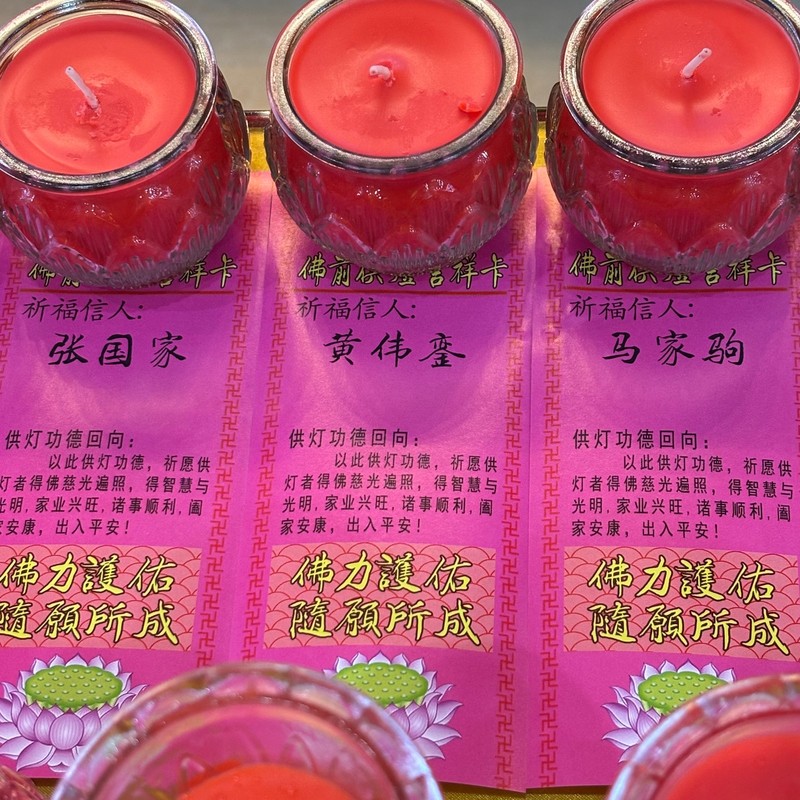 佛前吉祥卡
祈福信人：
张国家
供灯功德回向：
以此供灯功德，祈愿供
灯者得佛慈光遍照，得智慧与
光明，家业兴旺，诸事顺利，阖
家安康，出入平安！
佛力護佑
隨願所成
佛前供燈吉祥卡
祈福信人：
黄伟銮
供灯功德回向：
以此供灯功德，祈愿供
灯者得佛慈光遍照，得智慧与
光明，家业兴旺，诸事顺利，阖
家安康，出入平安！
佛力護佑
隨願所成
佛前供燈吉祥卡
祈福信人：
马家驹
供灯功德回向：
以此供灯功德，祈愿供
灯者得佛慈光遍照，得智慧与
光明，家业兴旺，诸事顺利，阖
家安康，出入平安！
佛力護佑
隨願所成